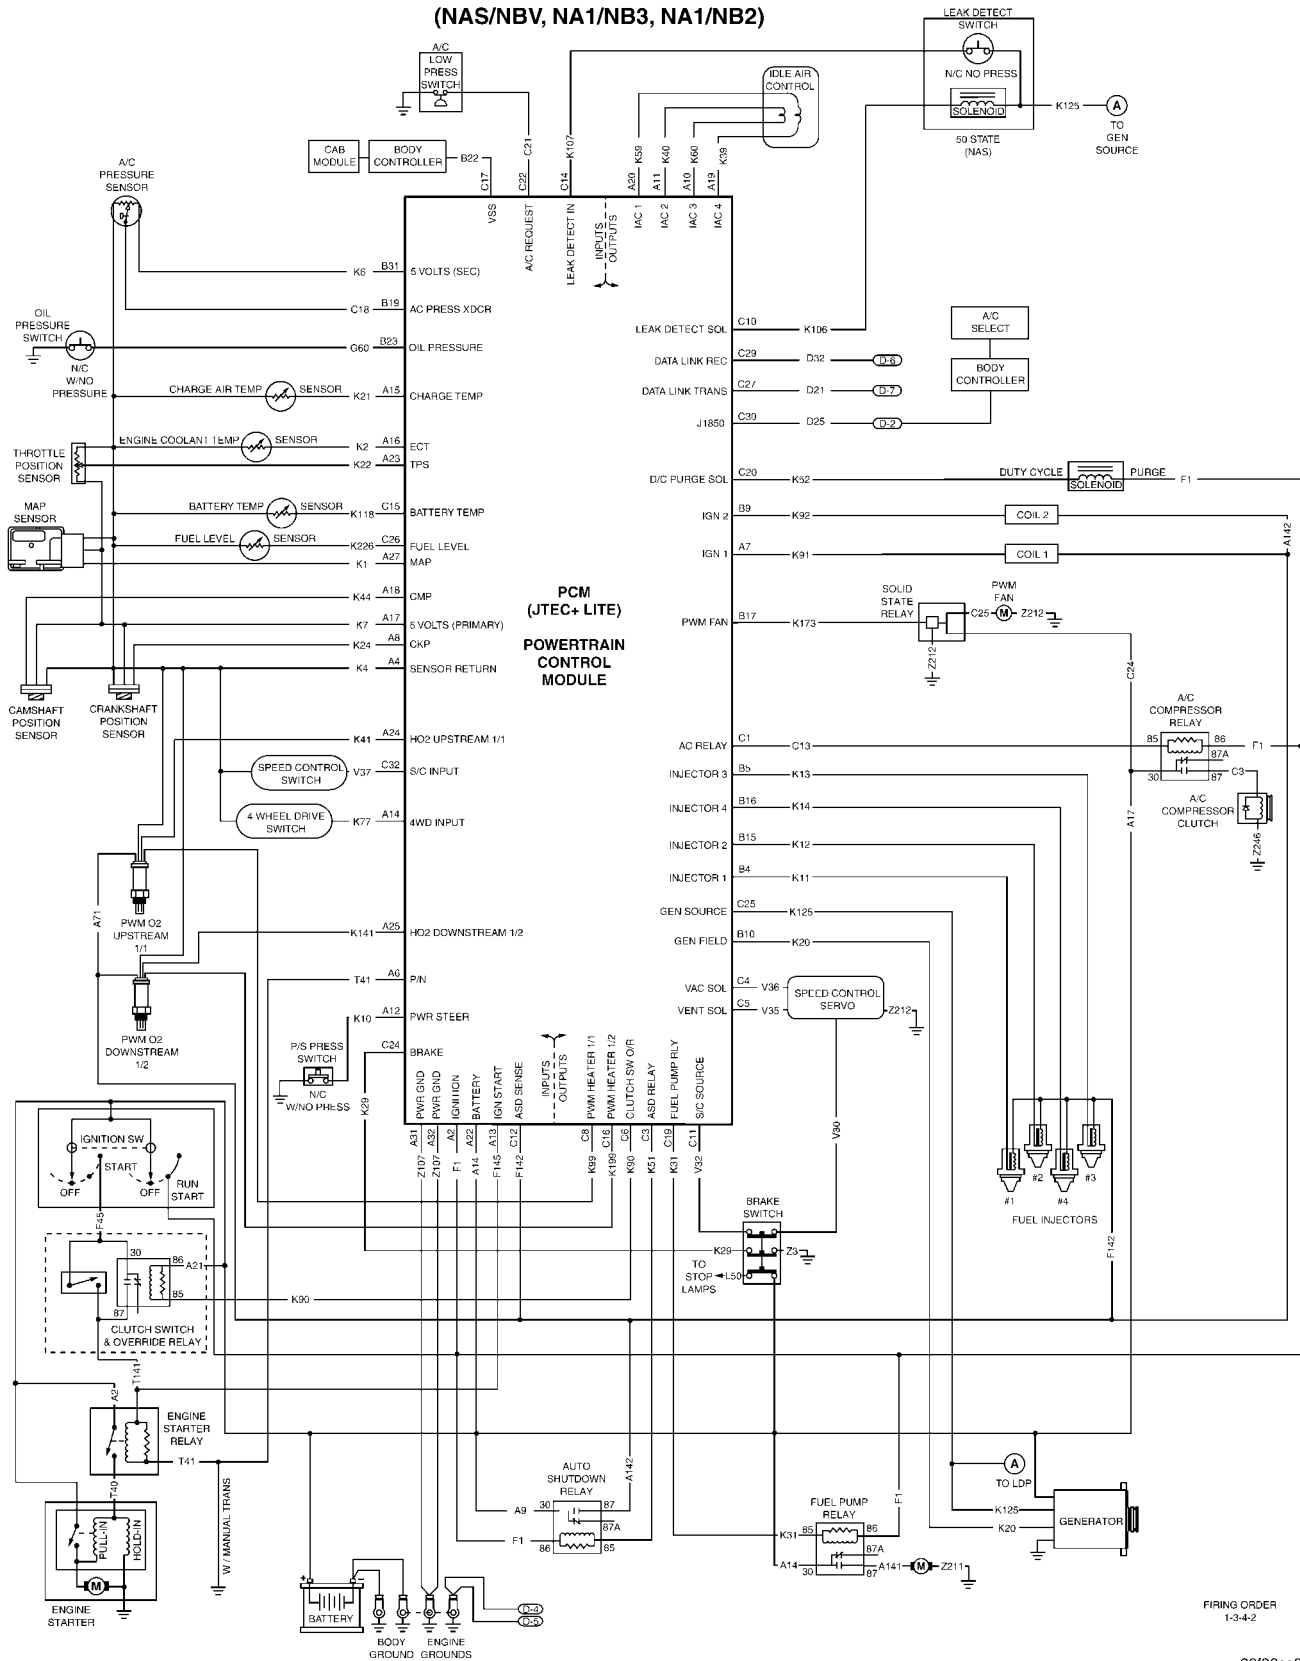 (NAS/NBV, NA1/NB3, NA1/NB2)
LEAK DETECT
SWITCH
N/C NO PRESS
SOLENOID
50 STATE
(NAS)
K125
A
TO
GEN
SOURCE
A/C
LOW
PRESS
SWITCH
IDLE AIR
CONTROL
CAB
MODULE
BODY
CONTROLLER
B22
C21
K107
K59
K40
K60
K39
C17
C22
C14
A20
A11
A10
A19
VSS
A/C REQUEST
LEAK DETECT IN
INPUTS
OUTPUTS
IAC 1
IAC 2
IAC 3
IAC 4
A/C
PRESSURE
SENSOR
K6 B31 5 VOLTS (SEC)
C18 B19 AC PRESS XDCR
OIL
PRESSURE
SWITCH
N/C
W/NO
PRESSURE
G60 B23 OIL PRESSURE
CHARGE AIR TEMP SENSOR K21 A15 CHARGE TEMP
ENGINE COOLANT TEMP SENSOR K2 A16 ECT
THROTTLE
POSITION
SENSOR
K22 A23 TPS
BATTERY TEMP SENSOR K118 C15 BATTERY TEMP
MAP
SENSOR
FUEL LEVEL SENSOR K226 C26 FUEL LEVEL
K1 A27 MAP
K44 A18 CMP
K7 A17 5 VOLTS (PRIMARY)
K24 A8 CKP
K4 A4 SENSOR RETURN
CAMSHAFT
POSITION
SENSOR
CRANKSHAFT
POSITION
SENSOR
K41 A24 HO2 UPSTREAM 1/1
SPEED CONTROL
SWITCH
V37 C32 S/C INPUT
4 WHEEL DRIVE
SWITCH
K77 A14 4WD INPUT
A71
PWM O2
UPSTREAM
1/1
K141 A25 HO2 DOWNSTREAM 1/2
T41 A6 P/N
PWM O2
DOWNSTREAM
1/2
K10 A12 PWR STEER
P/S PRESS
SWITCH
N/C
W/NO PRESS
C24 BRAKE
K29
PCM
(JTEC+ LITE)
POWERTRAIN
CONTROL
MODULE
LEAK DETECT SOL C10 K106
DATA LINK REC C29 D32 D-6
DATA LINK TRANS C27 D21 D-7
J1850 C30 D25 D-2
A/C
SELECT
BODY
CONTROLLER
D/C PURGE SOL C20 K52
DUTY CYCLE PURGE F1
SOLENOID
IGN 2 B9 K92 COIL 2
IGN 1 A7 K91 COIL 1
A142
SOLID
STATE
RELAY
PWM
FAN
PWM FAN B17 K173
C25 M Z212
Z212
C24
A/C
COMPRESSOR
RELAY
AC RELAY C1 C13 85 86 F1
87A
30 87 C3
A/C
COMPRESSOR
CLUTCH
Z246
A17
INJECTOR 3 B5 K13
INJECTOR 4 B16 K14
INJECTOR 2 B15 K12
INJECTOR 1 B4 K11
GEN SOURCE C25 K125
GEN FIELD B10 K20
VAC SOL C4 V36
VENT SOL C5 V35
SPEED CONTROL
SERVO
Z212
V30
INPUTS
OUTPUTS
PWR GND
PWR GND
IGNITION
BATTERY
IGN START
ASD SENSE
PWM HEATER 1/1
PWM HEATER 1/2
CLUTCH SW O/R
ASD RELAY
FUEL PUMP RLY
S/C SOURCE
A31
A32
A2
A22
A13
C12
C8
C16
C6
C3
C19
C11
Z107
Z107
F1
A14
F145
F142
K99
K199
K90
K51
K31
V32
#1
#2
#4
#3
FUEL INJECTORS
F142
IGNITION SW
START
OFF
OFF
RUN
START
F45
BRAKE
SWITCH
K29
Z3
TO
STOP
LAMPS
L50
30
86
A21
85
87
K90
CLUTCH SWITCH
& OVERRIDE RELAY
T141
A2
ENGINE
STARTER
RELAY
T41
T40
W / MANUAL TRANS
PULL-IN
HOLD-IN
M
ENGINE
STARTER
AUTO
SHUTDOWN
RELAY
A142
A9 30 87
87A
F1
86 85
FUEL PUMP
RELAY
F1
K31 85 86
87A
A14 30 87 A141 M Z211
A
TO LDP
K125
K20
GENERATOR
+
-
BATTERY
BODY
GROUND
ENGINE
GROUNDS
D-4
D-5
FIRING ORDER
1-3-4-2